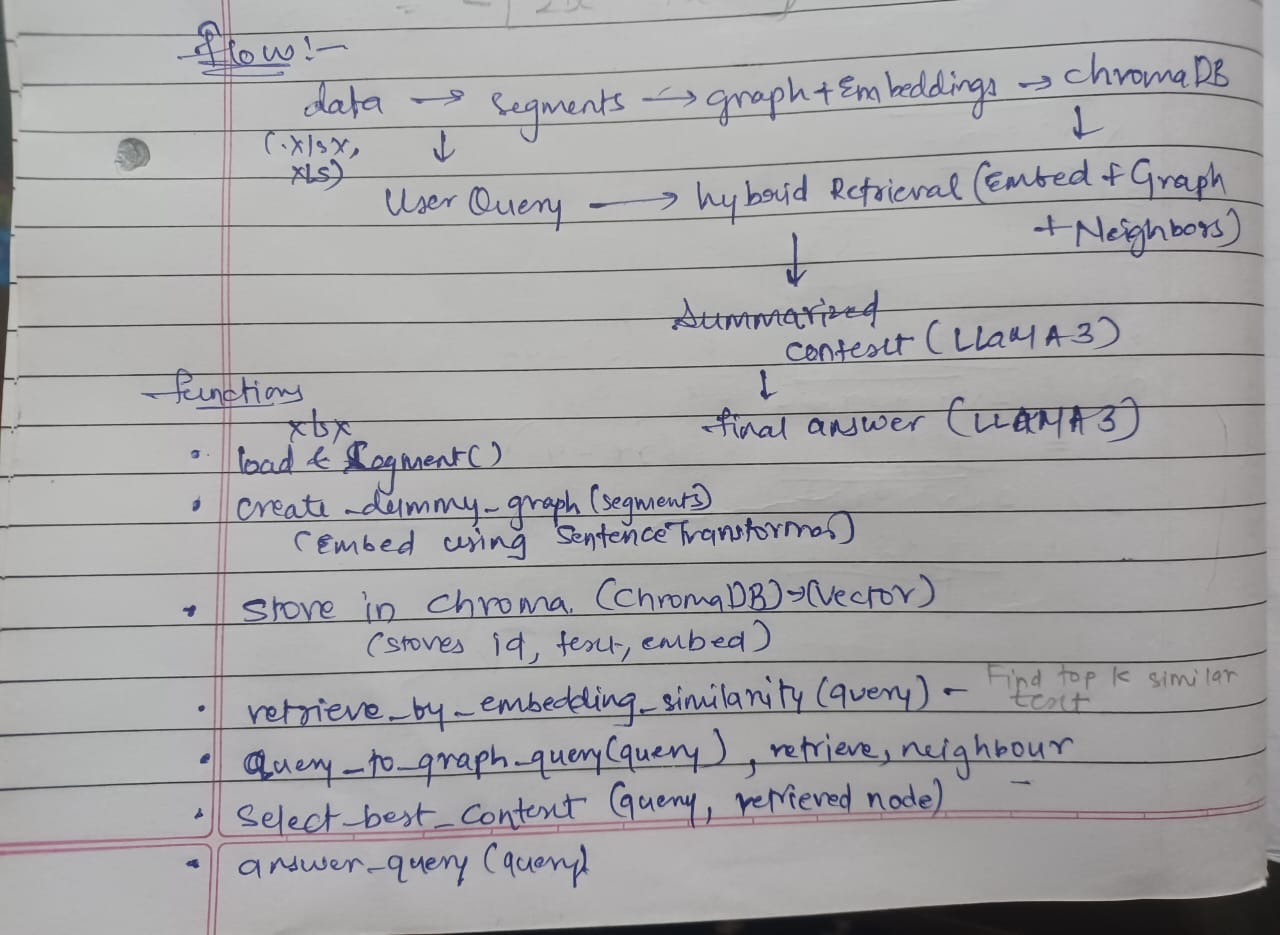 flow :-
data → segments → graph + Embeddings → chromaDB
(.xlsx, ↓ ↓
xls)
User Query → hybrid Retrieval (Embed + Graph
+ Neighbors)
↓
Summarized
context (LLaMA3)
↓
functions
final answer (LLAMA3)
xlsx
• load & Segment()
• create_dummy_graph (segments)
(Embed using SentenceTransformer)
• store in chroma. (ChromaDB) → (Vector)
(stores id, text, embed)
• retrieve_by_embedding_similarity (query) - Find top k similar
text
• Query_to_graph_query (query), retrieve, neighbour
• Select_best_context (query, retrieved node)
• answer_query (query)